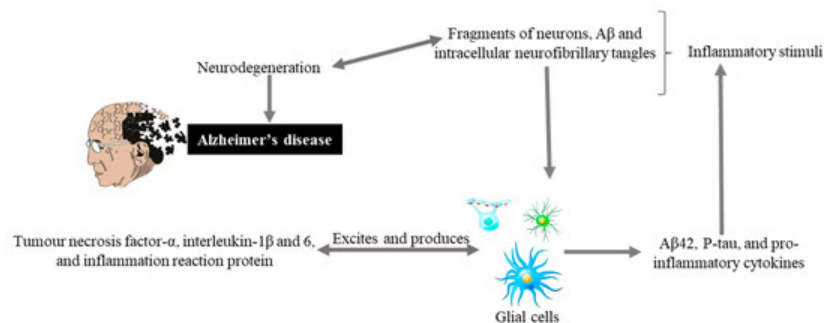 Fragments of neurons, Aβ and
intracellular neurofibrillary tangles
Inflammatory stimuli
Neurodegeneration
Alzheimer's disease
Tumour necrosis factor-α, interleukin-1β and 6,
and inflammation reaction protein
Excites and produces
Aβ42, P-tau, and pro-
inflammatory cytokines
Glial cells